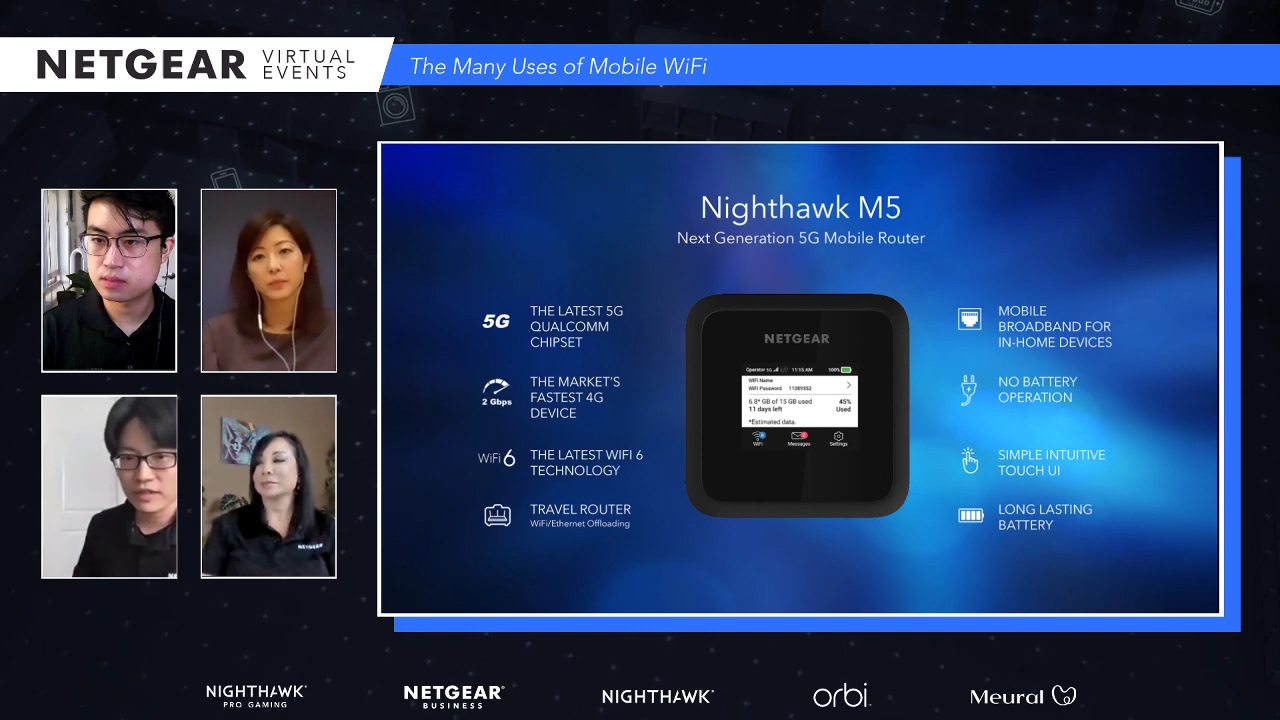 NETGEAR
VIRTUAL
EVENTS
The Many Uses of Mobile WiFi
Nighthawk M5
Next Generation 5G Mobile Router
5G
THE LATEST 5G
QUALCOMM
CHIPSET
2 Gbps
THE MARKET'S
FASTEST 4G
DEVICE
WiFi 6
THE LATEST WIFI 6
TECHNOLOGY
TRAVEL ROUTER
WiFi/Ethernet Offloading
NETGEAR
Operator 5G 11:15 AM 100%
WiFi Name
WiFi Password 11089352
6.8* GB of 15 GB used 45%
11 days left Used
*Estimated data.
WiFi Messages Settings
MOBILE
BROADBAND FOR
IN-HOME DEVICES
NO BATTERY
OPERATION
SIMPLE INTUITIVE
TOUCH UI
LONG LASTING
BATTERY
NETGEAR
NIGHTHAWK
PRO GAMING
NETGEAR®
BUSINESS
NIGHTHAWK
orbi
Meural